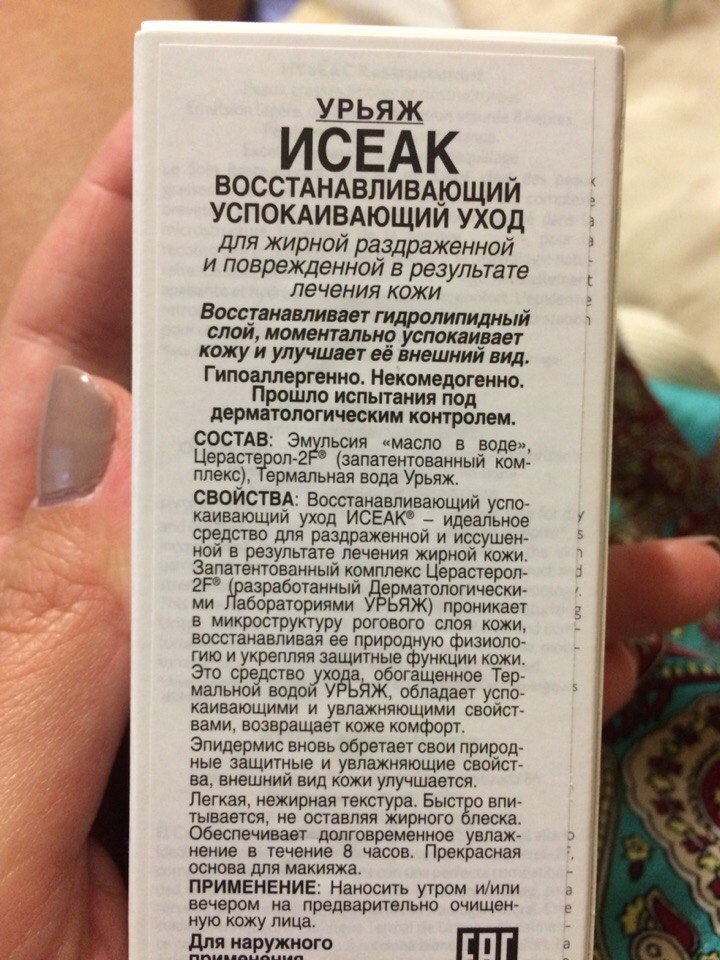 УРЬЯЖ
ИСЕАК
ВОССТАНАВЛИВАЮЩИЙ
УСПОКАИВАЮЩИЙ УХОД
для жирной раздраженной
и поврежденной в результате
лечения кожи
Восстанавливает гидролипидный
слой, моментально успокаивает
кожу и улучшает её внешний вид.
Гипоаллергенно. Некомедогенно.
Прошло испытания под
дерматологическим контролем.
СОСТАВ: Эмульсия «масло в воде»,
Церастерол-2F® (запатентованный ком-
плекс), Термальная вода Урьяж.
СВОЙСТВА: Восстанавливающий успо-
каивающий уход ИСЕАК® – идеальное
средство для раздраженной и иссушен-
ной в результате лечения жирной кожи.
Запатентованный комплекс Церастерол-
2F® (разработанный Дерматологически-
ми Лабораториями УРЬЯЖ) проникает
в микроструктуру рогового слоя кожи,
восстанавливая ее природную физиоло-
гию и укрепляя защитные функции кожи.
Это средство ухода, обогащенное Тер-
мальной водой УРЬЯЖ, обладает успо-
каивающими и увлажняющими свойст-
вами, возвращает коже комфорт.
Эпидермис вновь обретает свои природ-
ные защитные и увлажняющие свойст-
ва, внешний вид кожи улучшается.
Легкая, нежирная текстура. Быстро впи-
тывается, не оставляя жирного блеска.
Обеспечивает долговременное увлаж-
нение в течение 8 часов. Прекрасная
основа для макияжа.
ПРИМЕНЕНИЕ: Наносить утром и/или
вечером на предварительно очищен-
ную кожу лица.
Для наружного
применения
EAC